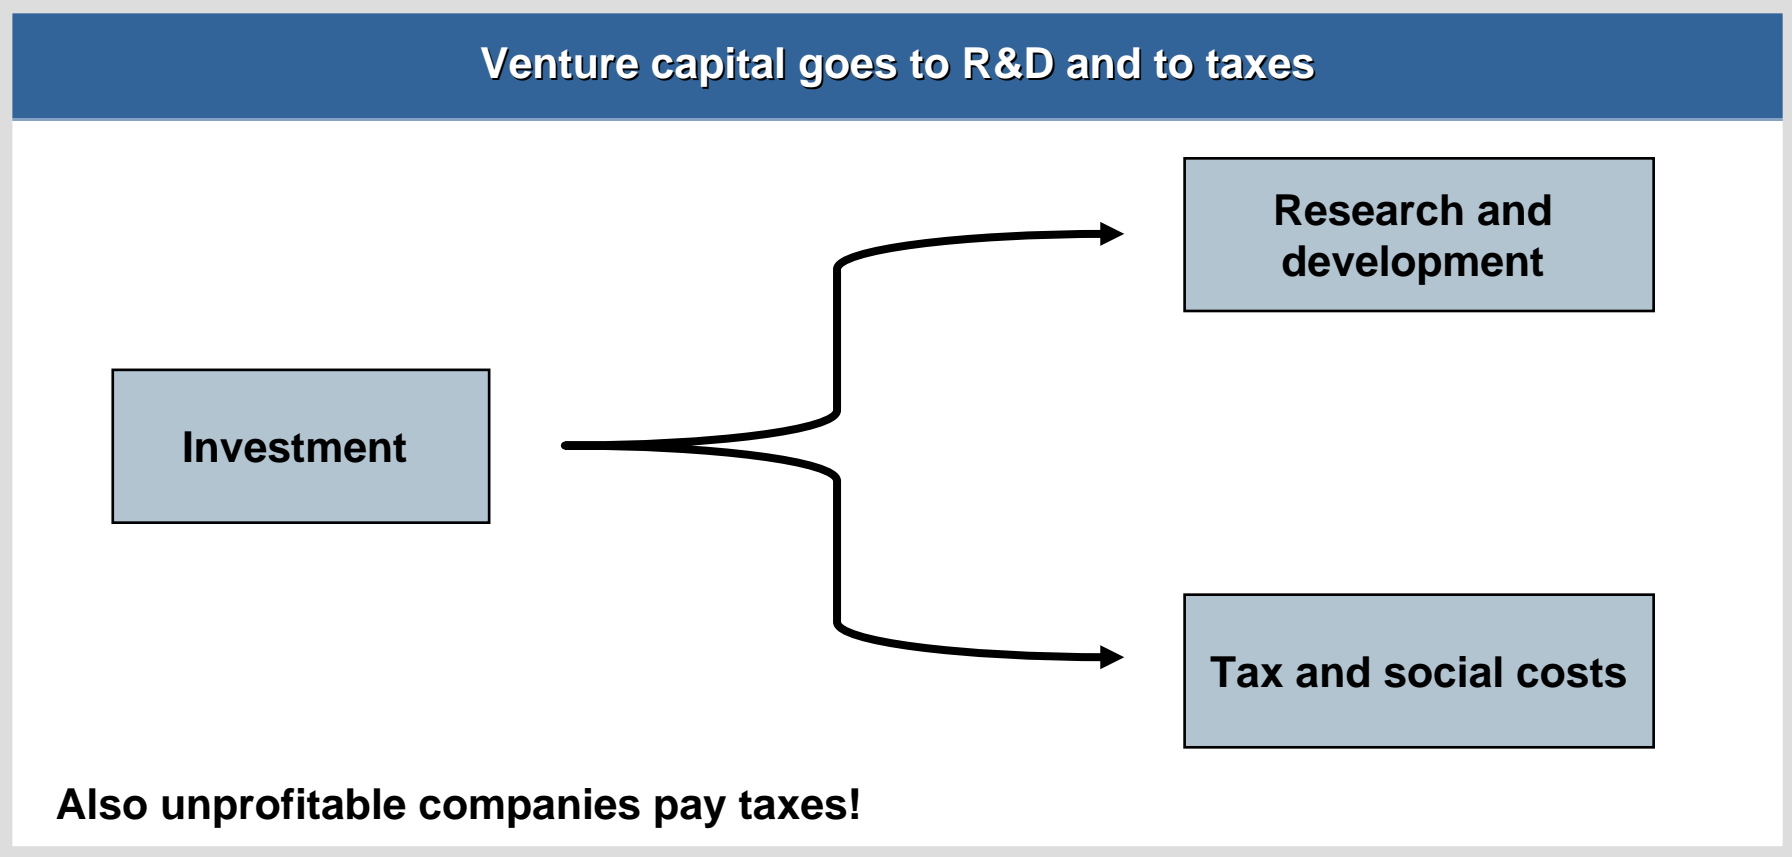 Venture capital goes to R&D and to taxes
Research and
development
Investment
Tax and social costs
Also unprofitable companies pay taxes!